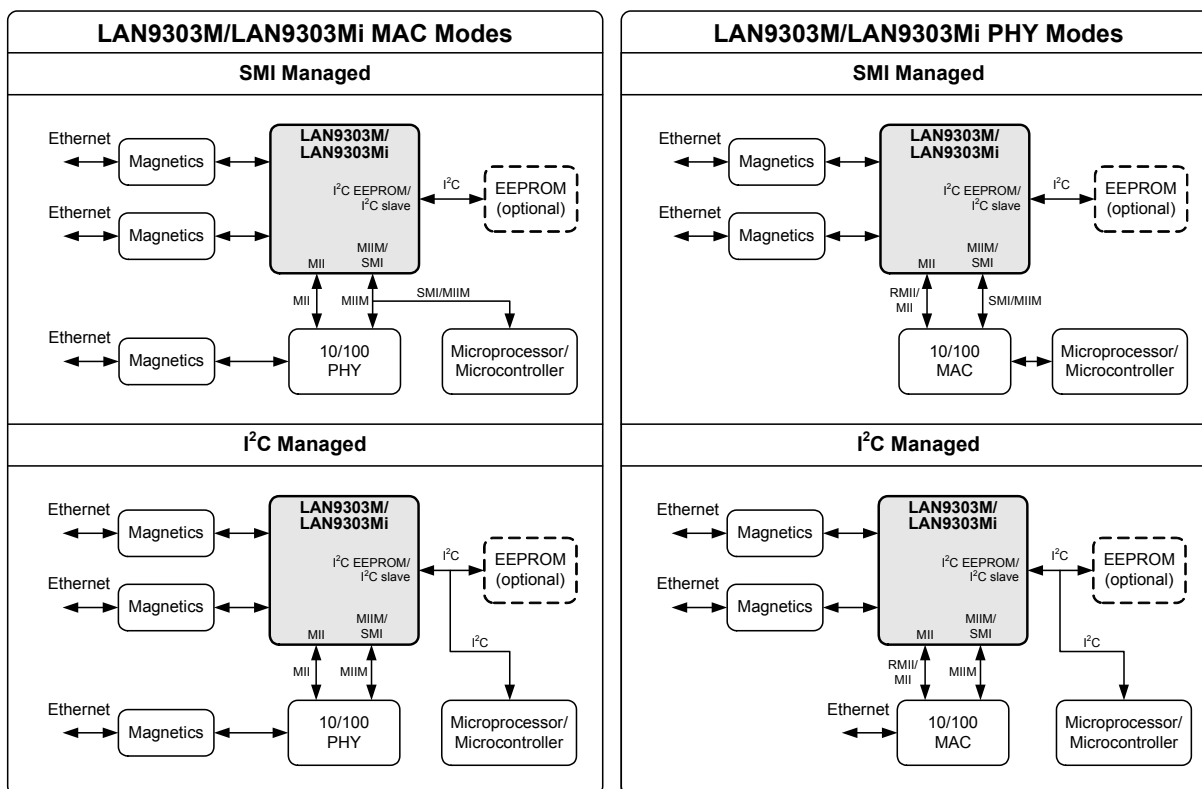 LAN9303M/LAN9303Mi MAC Modes
SMI Managed
Ethernet
Magnetics
LAN9303M/
LAN9303Mi
I²C EEPROM/
I²C slave
I²C
EEPROM
(optional)
Ethernet
Magnetics
MII
MIIM/
SMI
MII
MIIM
SMI/MIIM
Ethernet
Magnetics
10/100
PHY
Microprocessor/
Microcontroller
I²C Managed
Ethernet
Magnetics
LAN9303M/
LAN9303Mi
I²C EEPROM/
I²C slave
I²C
EEPROM
(optional)
Ethernet
Magnetics
MII
MIIM/
SMI
MII
MIIM
I²C
Ethernet
Magnetics
10/100
PHY
Microprocessor/
Microcontroller
LAN9303M/LAN9303Mi PHY Modes
SMI Managed
Ethernet
Magnetics
LAN9303M/
LAN9303Mi
I²C EEPROM/
I²C slave
I²C
EEPROM
(optional)
Ethernet
Magnetics
MII
MIIM/
SMI
RMII/
MII
SMI/MIIM
10/100
MAC
Microprocessor/
Microcontroller
I²C Managed
Ethernet
Magnetics
LAN9303M/
LAN9303Mi
I²C EEPROM/
I²C slave
I²C
EEPROM
(optional)
Ethernet
Magnetics
MII
MIIM/
SMI
RMII/
MII
MIIM
I²C
Ethernet
10/100
MAC
Microprocessor/
Microcontroller